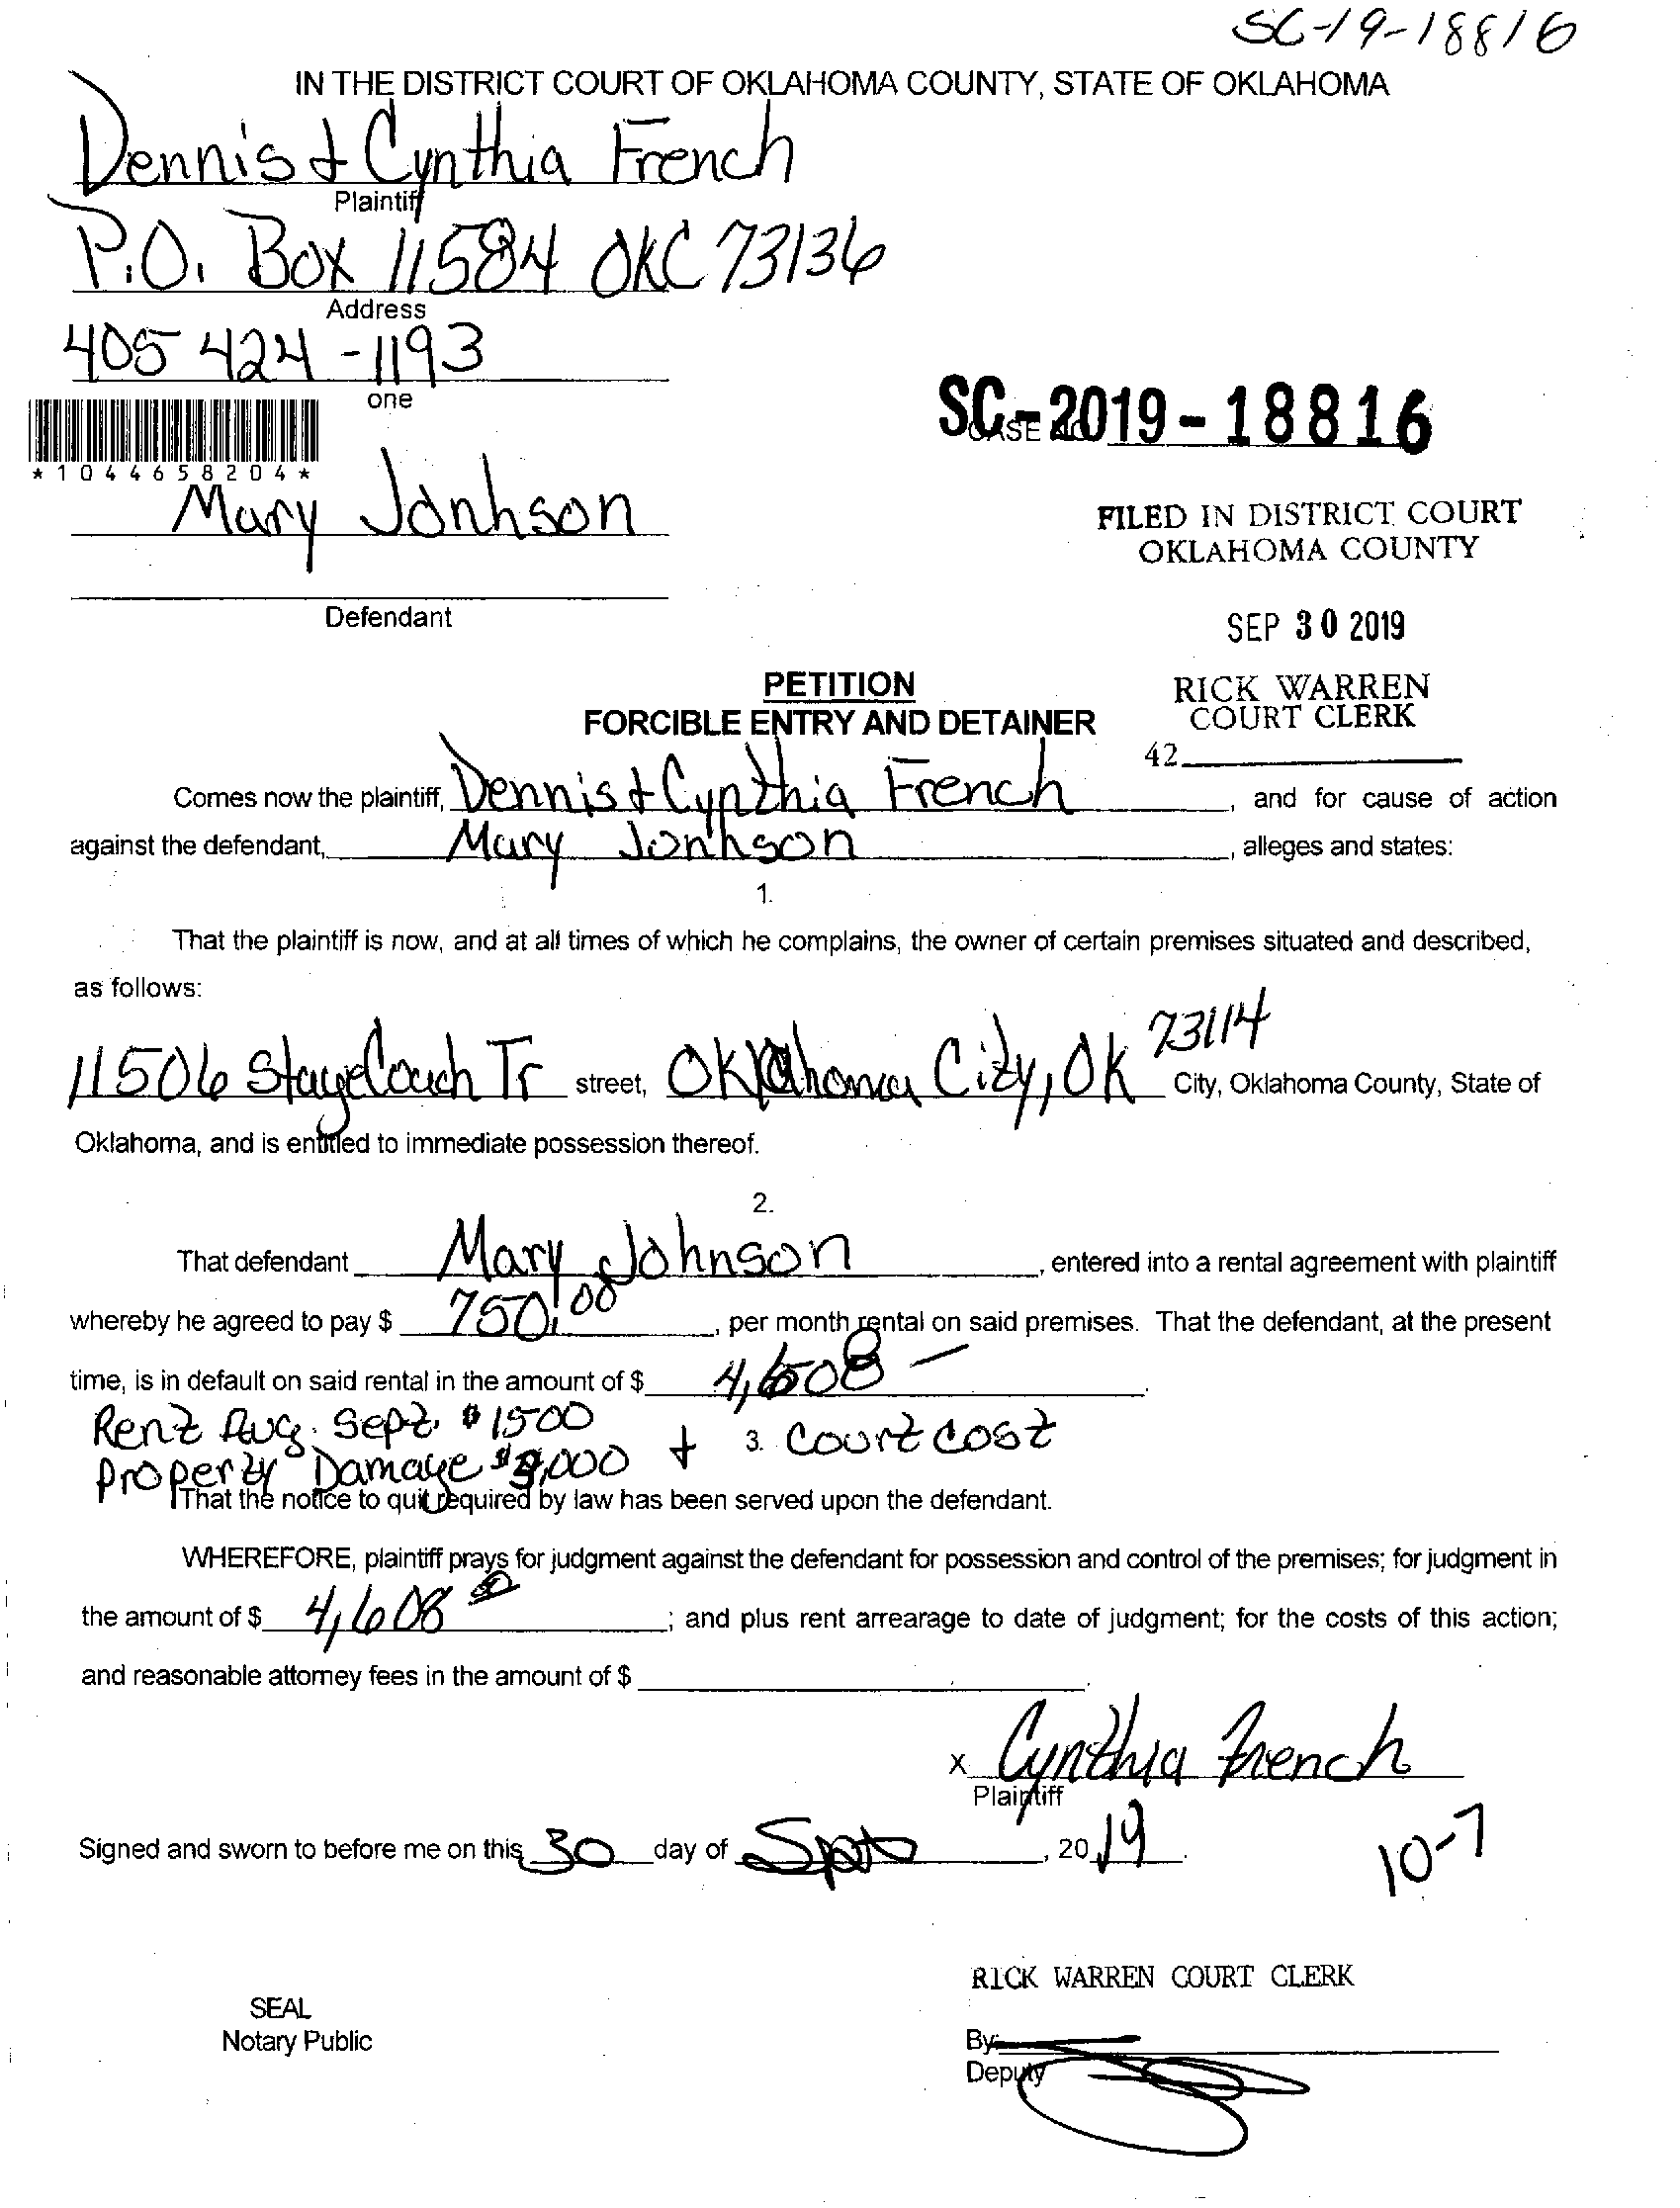 SC-19-18816
IN THE DISTRICT COURT OF OKLAHOMA COUNTY, STATE OF OKLAHOMA
Dennis & Cynthia French
Plaintiff
P.O. Box 11584 OKC 73136
Address
405 424-1193
one
*1044658204*
SC-2019-18816
CASE NO
Mary Jonhson
FILED IN DISTRICT COURT
OKLAHOMA COUNTY
Defendant
SEP 30 2019
PETITION
RICK WARREN
FORCIBLE ENTRY AND DETAINER
COURT CLERK
42
Comes now the plaintiff, Dennis & Cynthia French, and for cause of action
against the defendant, Mary Jonhson, alleges and states:
1.
That the plaintiff is now, and at all times of which he complains, the owner of certain premises situated and described,
as follows:
11506 StageCoach Tr street, Oklahoma City, OK 73114 City, Oklahoma County, State of
Oklahoma, and is entitled to immediate possession thereof.
2.
That defendant Mary Johnson, entered into a rental agreement with plaintiff
whereby he agreed to pay $ 750.00, per month rental on said premises. That the defendant, at the present
time, is in default on said rental in the amount of $ 4,608 –.
Rent Aug. Sept. $1500
Property Damage $ + 3. Court Cost
That the notice to quit required by law has been served upon the defendant.
WHEREFORE, plaintiff prays for judgment against the defendant for possession and control of the premises; for judgment in
the amount of $ 4,608; and plus rent arrearage to date of judgment; for the costs of this action;
and reasonable attorney fees in the amount of $.
x Cynthia French
Plaintiff
Signed and sworn to before me on this 30 day of Spt, 2019.
10-7
RICK WARREN COURT CLERK
SEAL
Notary Public
By:
Deputy